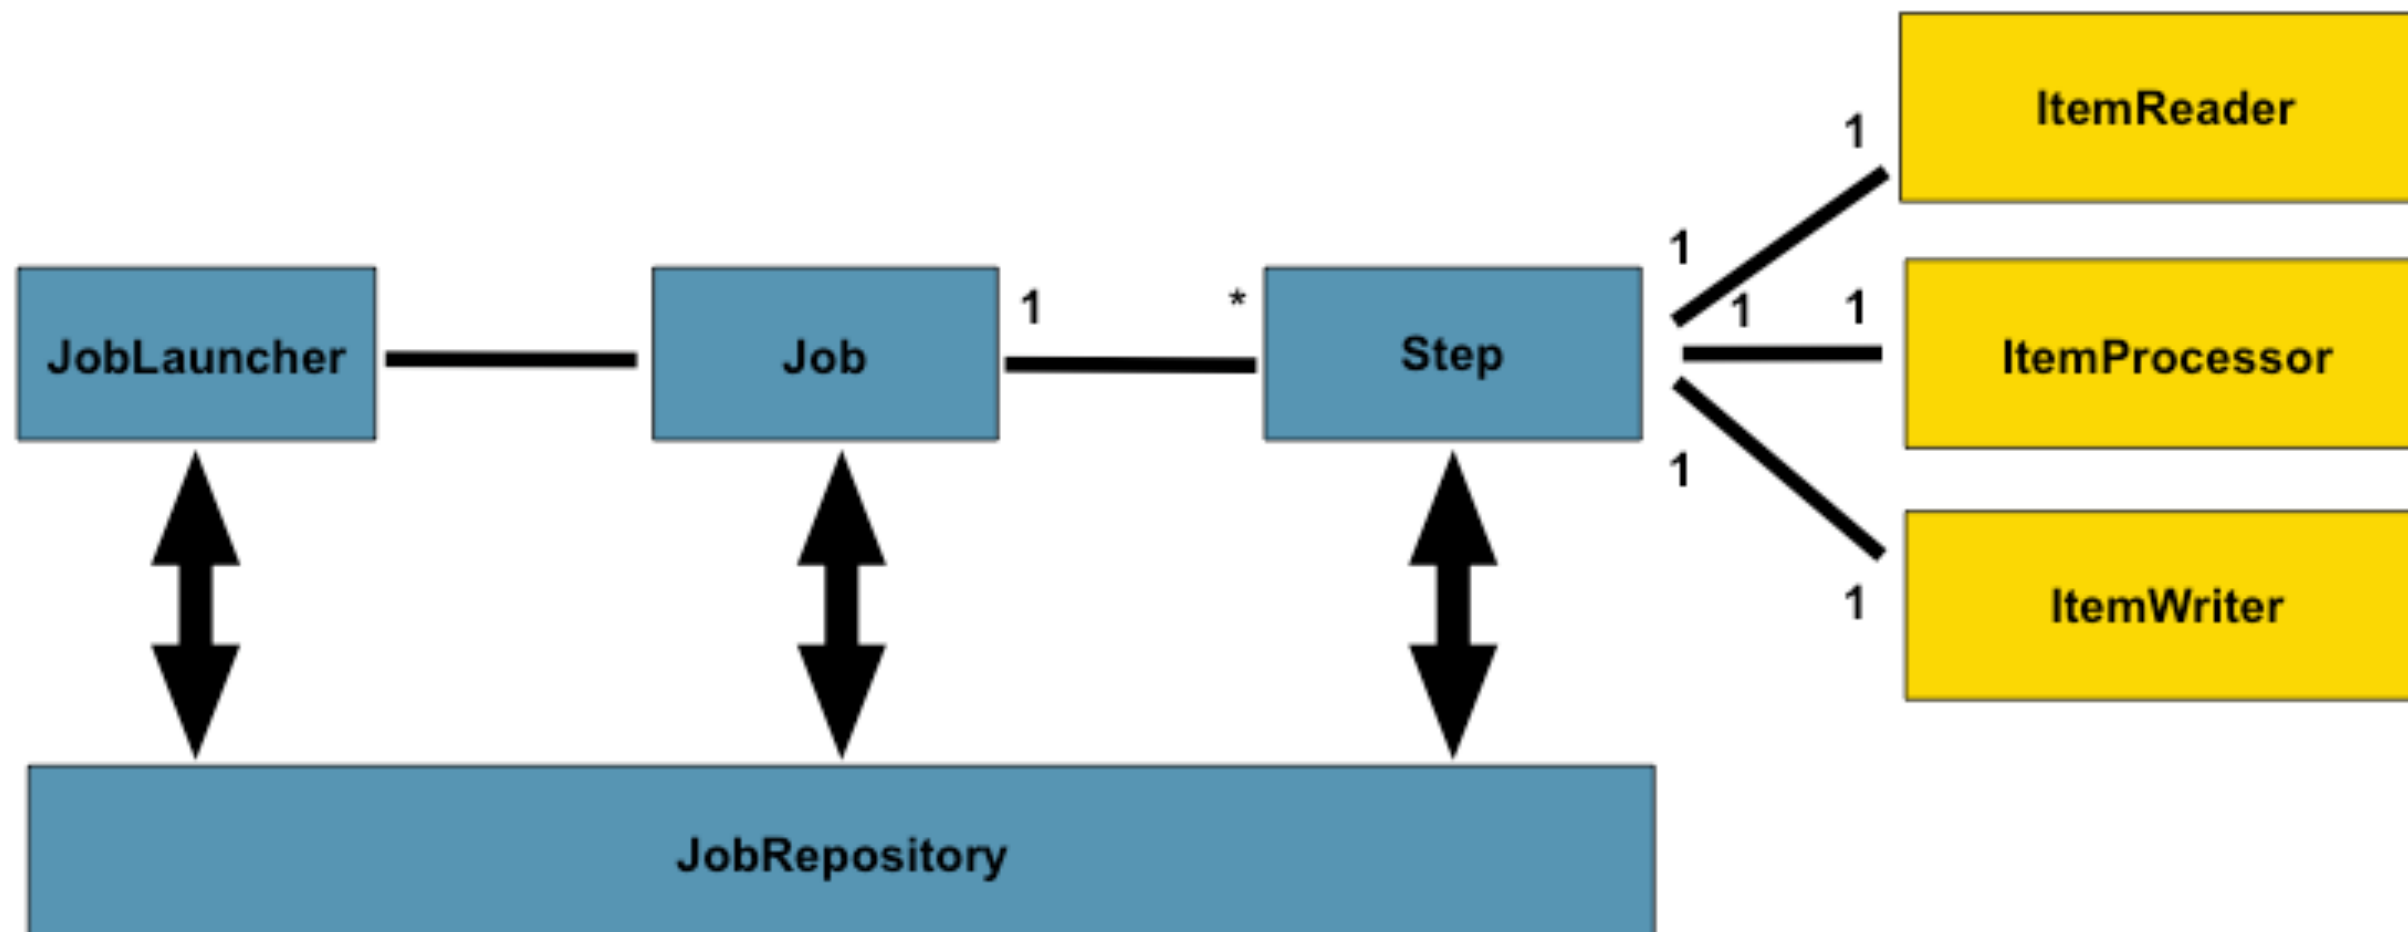 ItemReader
1
1
JobLauncher
Job
1
*
Step
1
1
ItemProcessor
1
1
ItemWriter
JobRepository